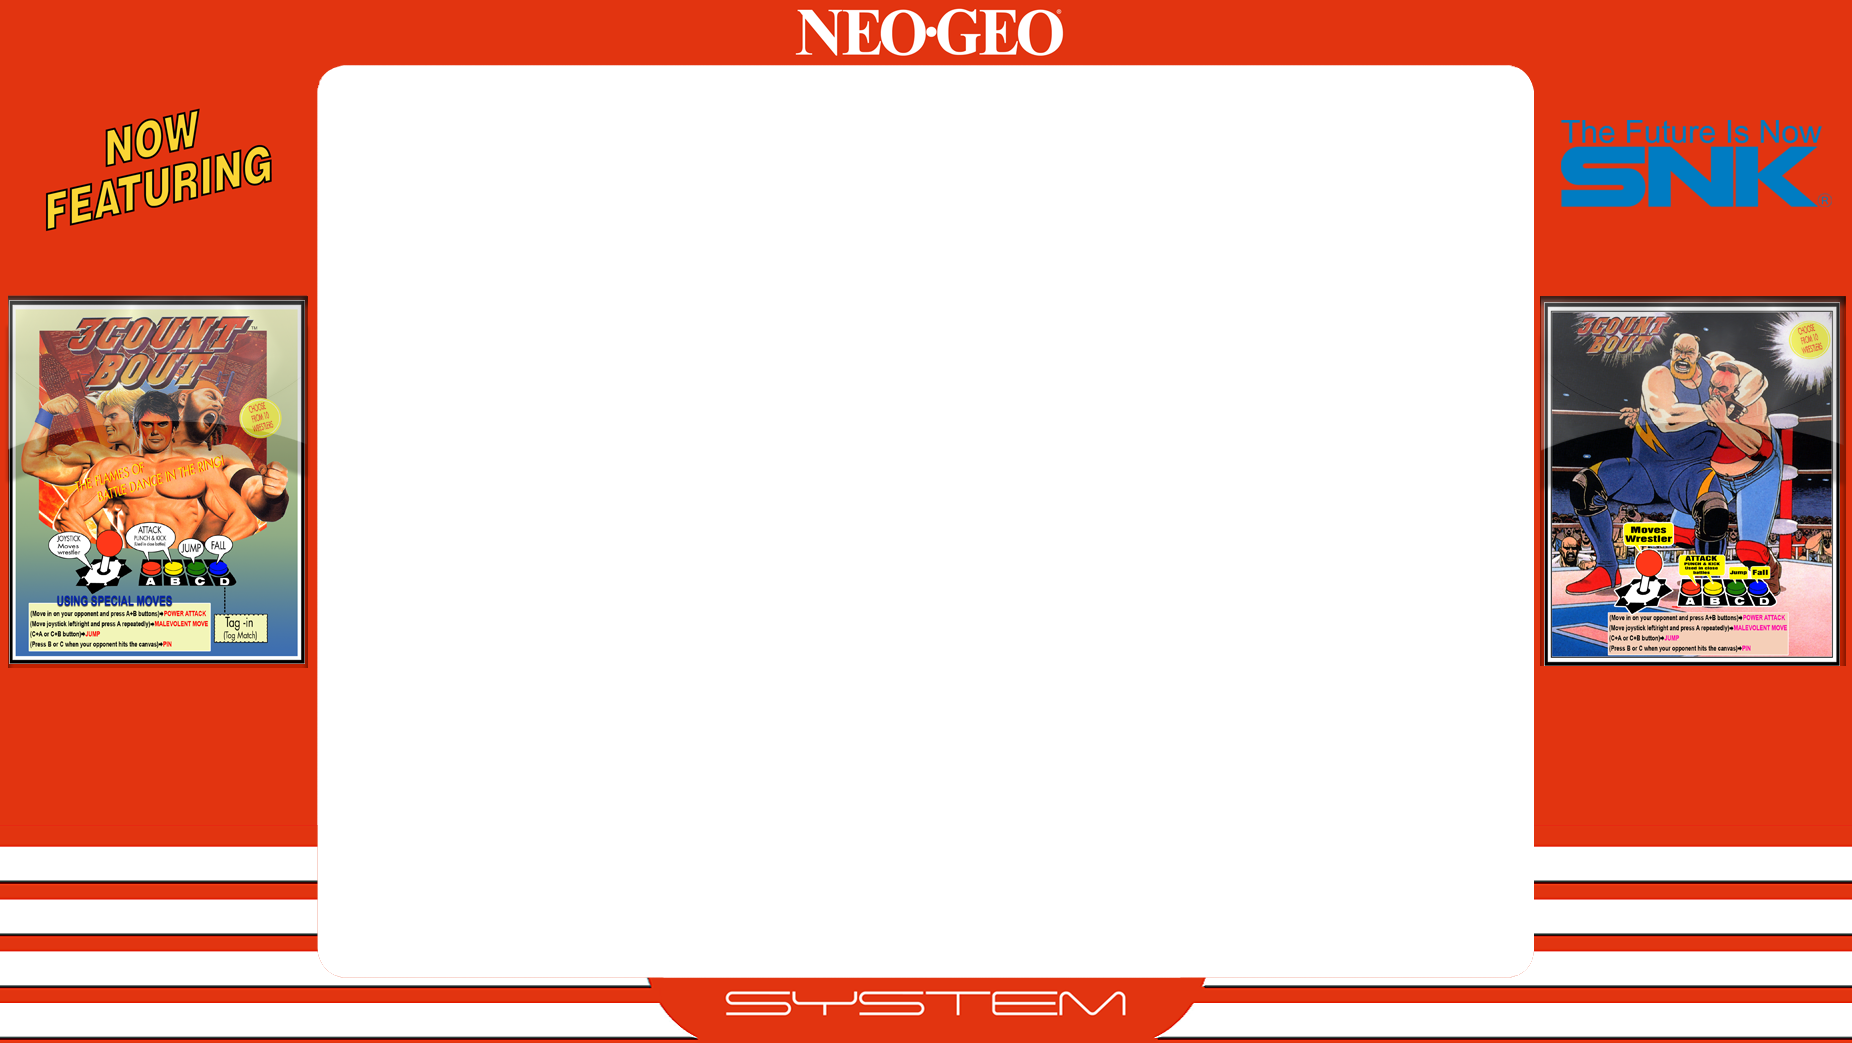 NEO•GEO®
NOW
FEATURING
The Future Is Now
SNK®
3 COUNT
BOUT™
CHOOSE
FROM 10
WRESTLERS
THE FLAMES OF
BATTLE DANCE IN THE RING!
JOYSTICK
Moves
wrestler
ATTACK
PUNCH & KICK
(Used in close battles)
JUMP
FALL
A B C D
USING SPECIAL MOVES
(Move in on your opponent and press A+B buttons)➡POWER ATTACK
(Move joystick left/right and press A repeatedly)➡MALEVOLENT MOVE
(C+A or C+B button)➡JUMP
(Press B or C when your opponent hits the canvas)➡PIN
Tag -in
(Tag Match)
3 COUNT
BOUT
CHOOSE
FROM 10
WRESTLERS
Moves
Wrestler
ATTACK
PUNCH & KICK
Used in close
battles
Jump
Fall
A B C D
(Move in on your opponent and press A+B buttons)➡POWER ATTACK
(Move joystick left/right and press A repeatedly)➡MALEVOLENT MOVE
(C+A or C+B button)➡JUMP
(Press B or C when your opponent hits the canvas)➡PIN
SYSTEM